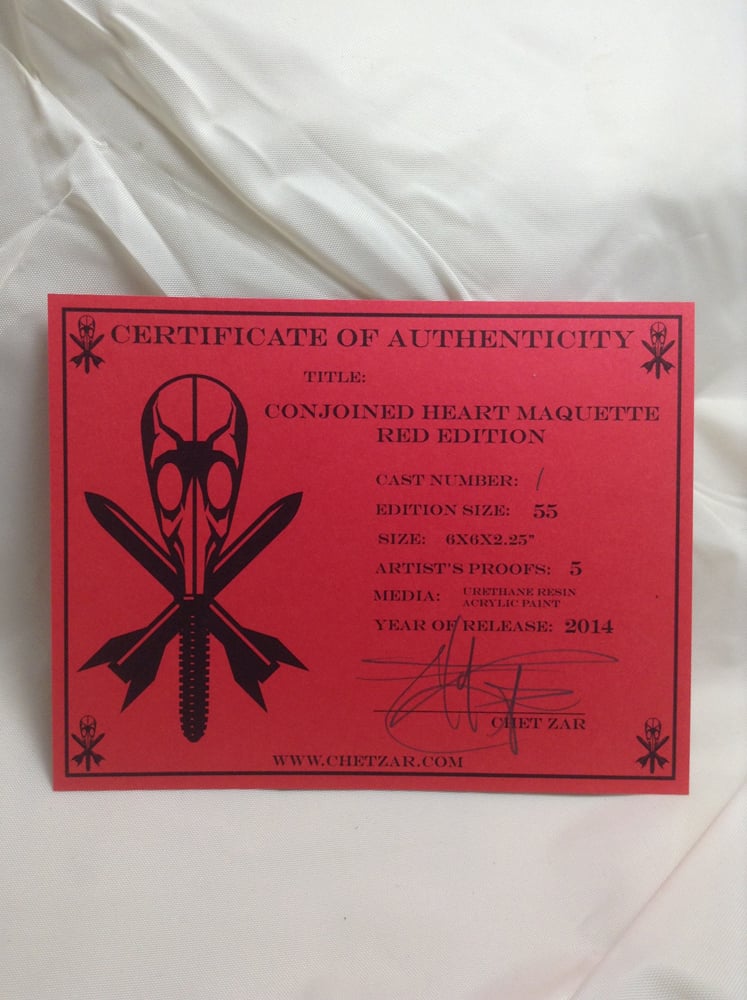 CERTIFICATE OF AUTHENTICITY
TITLE:
CONJOINED HEART MAQUETTE
RED EDITION
CAST NUMBER: 1
EDITION SIZE: 55
SIZE: 6X6X2.25"
ARTIST'S PROOFS: 5
MEDIA: URETHANE RESIN
ACRYLIC PAINT
YEAR OF RELEASE: 2014
CHET ZAR
WWW.CHETZAR.COM